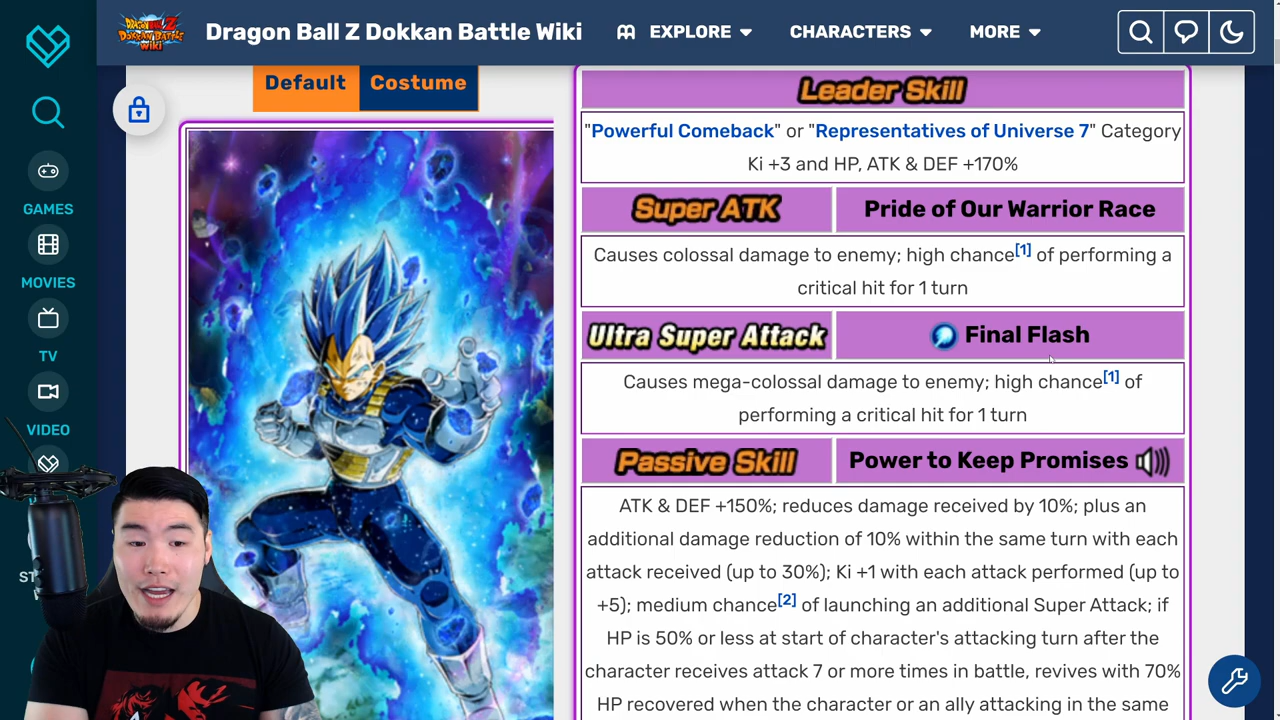 DRAGON BALL Z
DOKKAN BATTLE
WIKI
Dragon Ball Z Dokkan Battle Wiki
EXPLORE
CHARACTERS
MORE
GAMES
MOVIES
TV
VIDEO
Default
Costume
Leader Skill
"Powerful Comeback" or "Representatives of Universe 7" Category
Ki +3 and HP, ATK & DEF +170%
Super ATK
Pride of Our Warrior Race
Causes colossal damage to enemy; high chance[1] of performing a
critical hit for 1 turn
Ultra Super Attack
Final Flash
Causes mega-colossal damage to enemy; high chance[1] of
performing a critical hit for 1 turn
Passive Skill
Power to Keep Promises
ATK & DEF +150%; reduces damage received by 10%; plus an
additional damage reduction of 10% within the same turn with each
attack received (up to 30%); Ki +1 with each attack performed (up to
+5); medium chance[2] of launching an additional Super Attack; if
HP is 50% or less at start of character's attacking turn after the
character receives attack 7 or more times in battle, revives with 70%
HP recovered when the character or an ally attacking in the same